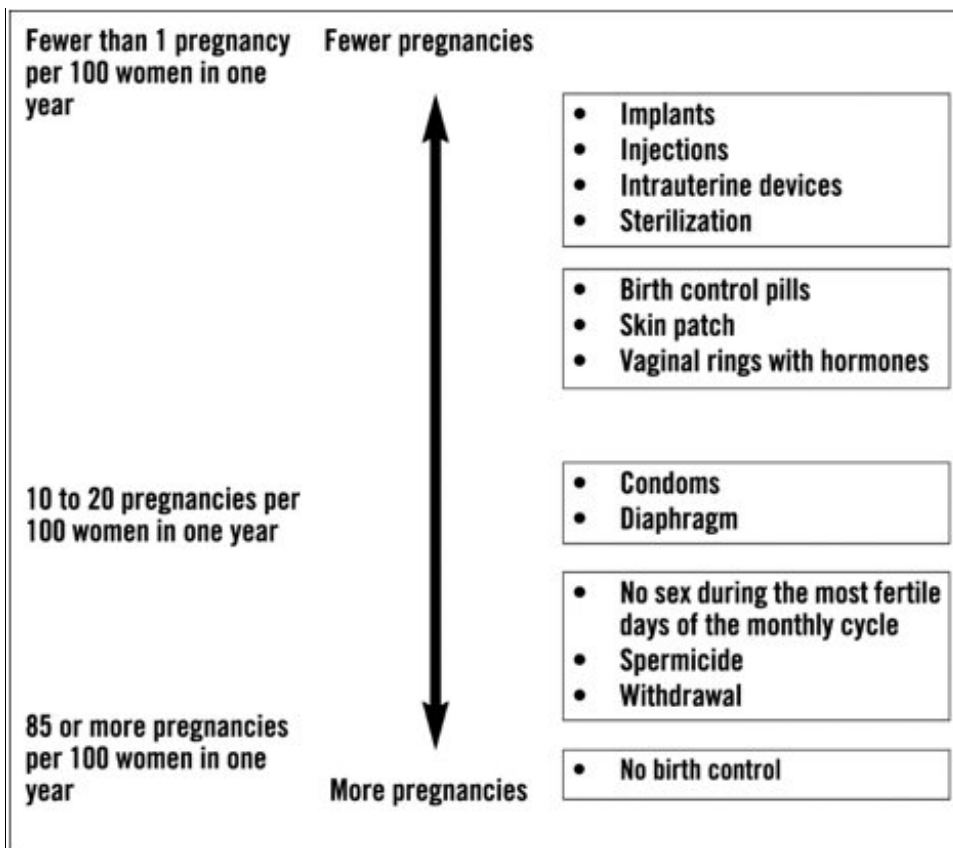 Fewer than 1 pregnancy
per 100 women in one
year
Fewer pregnancies
• Implants
• Injections
• Intrauterine devices
• Sterilization
• Birth control pills
• Skin patch
• Vaginal rings with hormones
10 to 20 pregnancies per
100 women in one year
• Condoms
• Diaphragm
• No sex during the most fertile
days of the monthly cycle
• Spermicide
• Withdrawal
85 or more pregnancies
per 100 women in one
year
More pregnancies
• No birth control